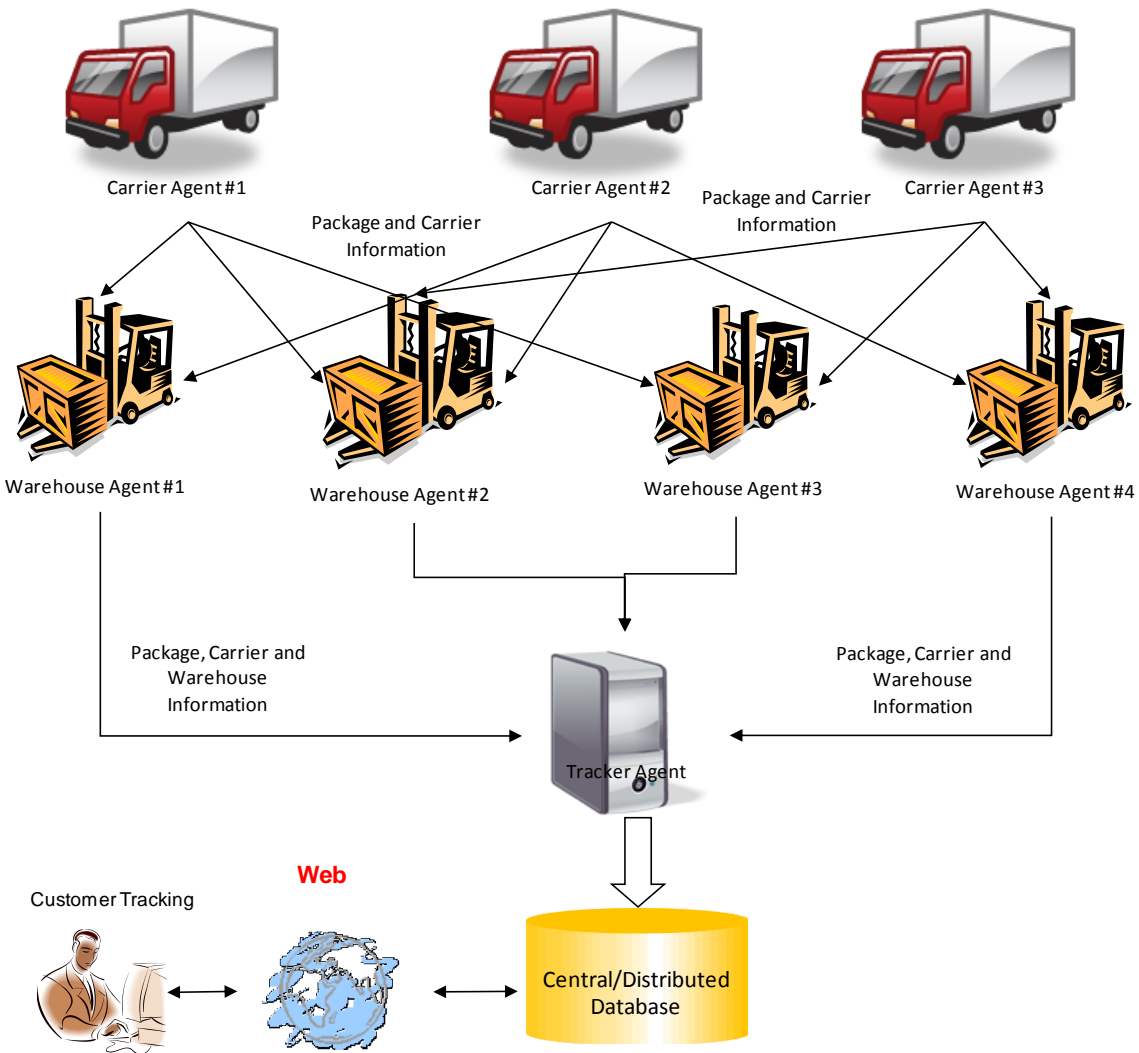 Carrier Agent #1
Carrier Agent #2
Carrier Agent #3
Package and Carrier
Information
Package and Carrier
Information
Warehouse Agent #1
Warehouse Agent #2
Warehouse Agent #3
Warehouse Agent #4
Package, Carrier and
Warehouse
Information
Package, Carrier and
Warehouse
Information
Tracker Agent
Web
Customer Tracking
Central/Distributed
Database